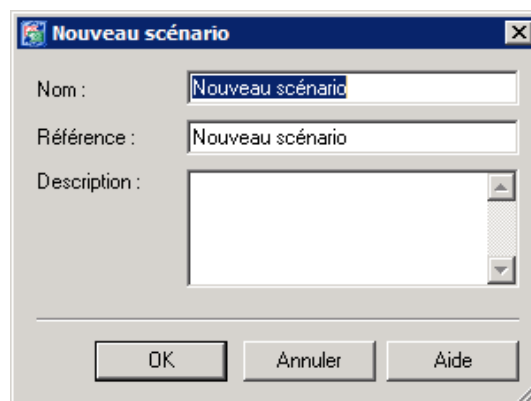 Nouveau scénario
Nom : Nouveau scénario
Référence : Nouveau scénario
Description :
OK Annuler Aide